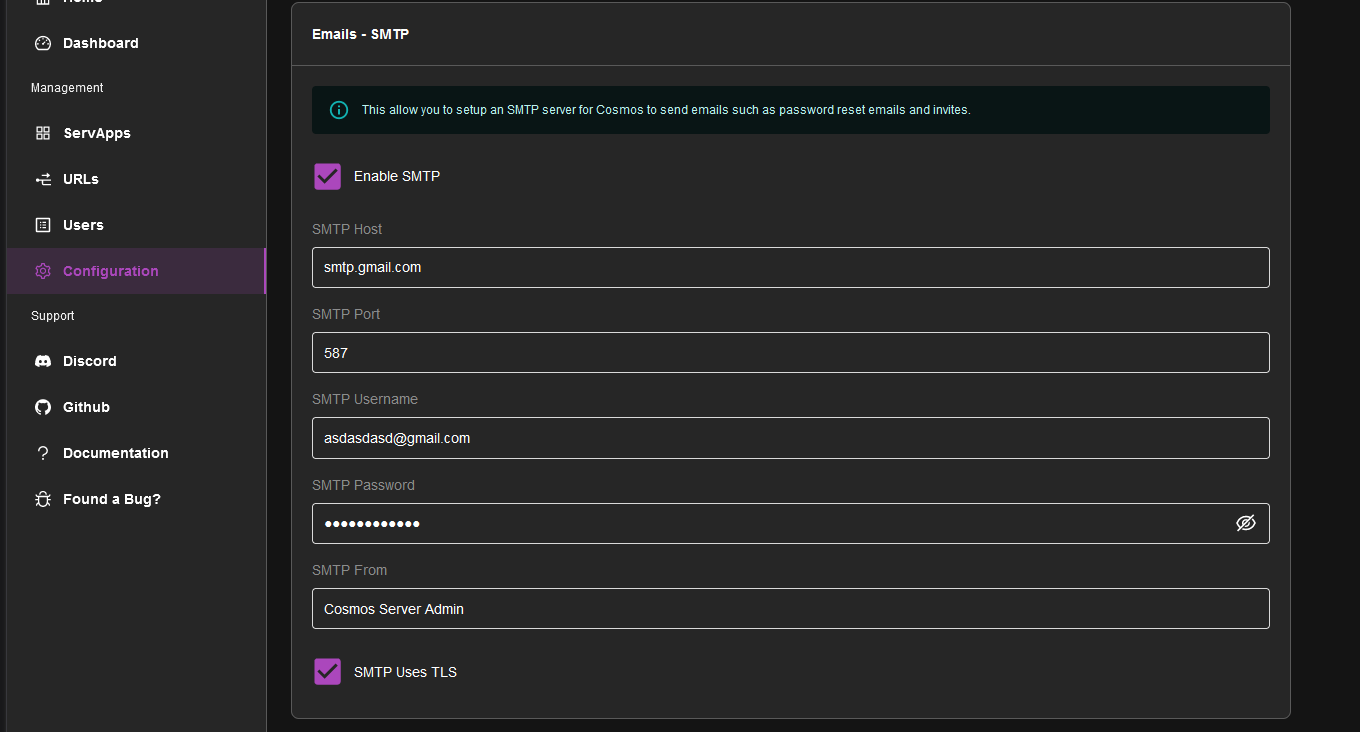 Home
Dashboard
Management
ServApps
URLs
Users
Configuration
Support
Discord
Github
Documentation
Found a Bug?
Emails - SMTP
This allow you to setup an SMTP server for Cosmos to send emails such as password reset emails and invites.
Enable SMTP
SMTP Host
smtp.gmail.com
SMTP Port
587
SMTP Username
asdasdasd@gmail.com
SMTP Password
••••••••••••
SMTP From
Cosmos Server Admin
SMTP Uses TLS